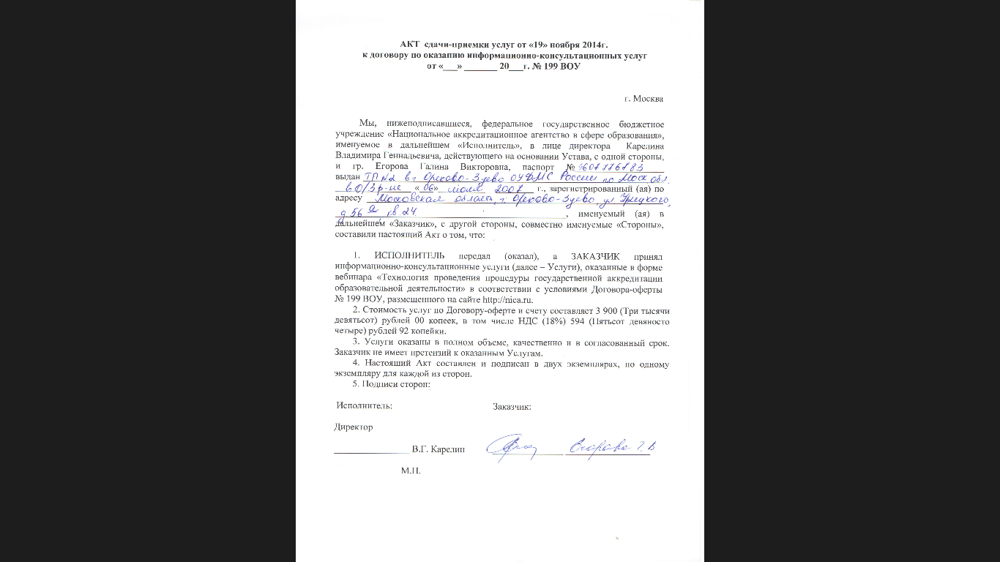 АКТ сдачи-приемки услуг от «19» ноября 2014г.
к договору по оказанию информационно-консультационных услуг
от «___» _______ 20___г. № 199 ВОУ
г. Москва
Мы, нижеподписавшиеся, федеральное государственное бюджетное
учреждение «Национальное аккредитационное агентство в сфере образования»,
именуемое в дальнейшем «Исполнитель», в лице директора Карелина
Владимира Геннадьевича, действующего на основании Устава, с одной стороны,
и гр. Егорова Галина Викторовна, паспорт № 4607176783
выдан ТП №2 в г Орехово-Зуево ОУФМС России по Моск обл.
в О/З р-не «06» июля 2007 г., зарегистрированный (ая) по
адресу Московская область, г. Орехово-Зуево, ул Урицкого,
д.56 а, кв.24 , именуемый (ая) в
дальнейшем «Заказчик», с другой стороны, совместно именуемые «Стороны»,
составили настоящий Акт о том, что:
1. ИСПОЛНИТЕЛЬ передал (оказал), а ЗАКАЗЧИК принял
информационно-консультационные услуги (далее – Услуги), оказанные в форме
вебинара «Технология проведения процедуры государственной аккредитации
образовательной деятельности» в соответствии с условиями Договора-оферты
№ 199 ВОУ, размещенного на сайте http://nica.ru.
2. Стоимость услуг по Договору-оферте и счету составляет 3 900 (Три тысячи
девятьсот) рублей 00 копеек, в том числе НДС (18%) 594 (Пятьсот девяносто
четыре) рублей 92 копейки.
3. Услуги оказаны в полном объеме, качественно и в согласованный срок.
Заказчик не имеет претензий к оказанным Услугам.
4. Настоящий Акт составлен и подписан в двух экземплярах, по одному
экземпляру для каждой из сторон.
5. Подписи сторон:
Исполнитель: Заказчик:
Директор
_________________ В.Г. Карелин Егорова Г.В
М.П.